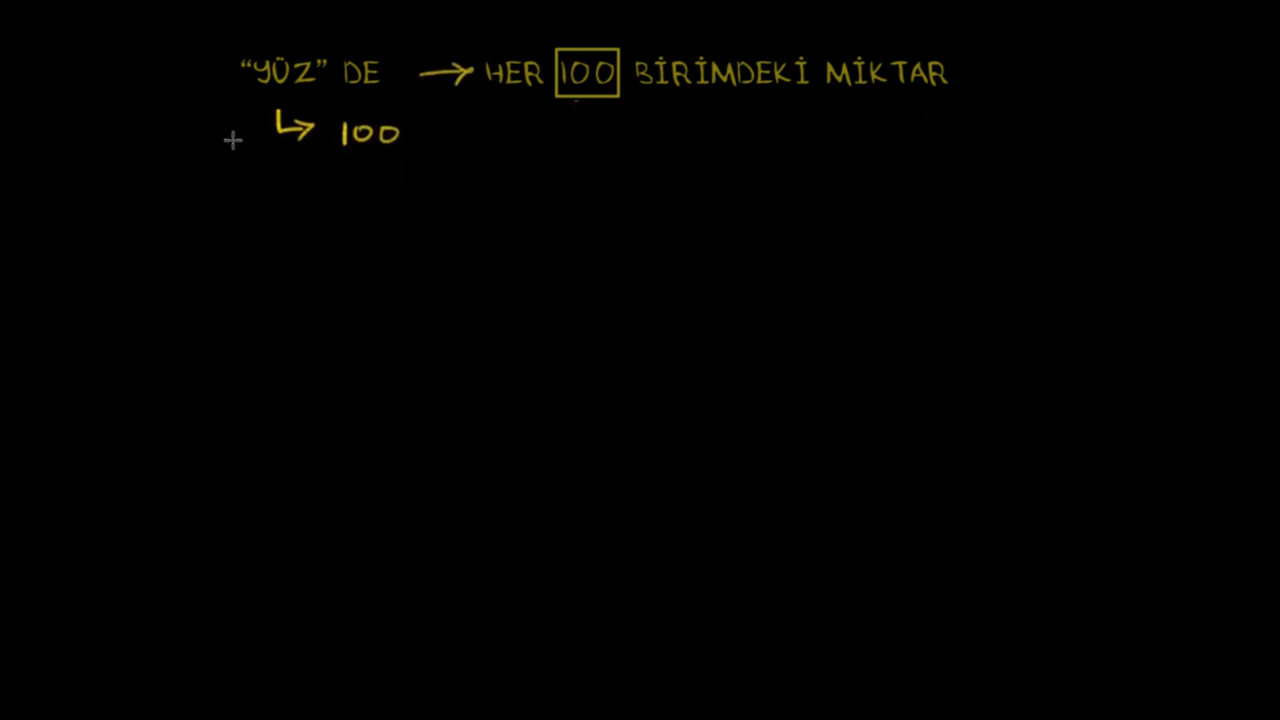 “YÜZ” DE → HER 100 BİRİMDEKİ MİKTAR
↳ 100